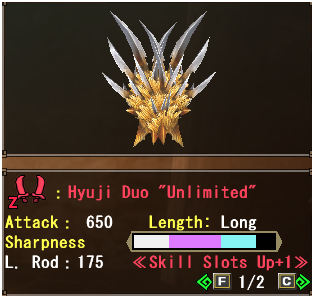 Z : Hyuji Duo "Unlimited"
Attack : 650 Length: Long
Sharpness
L. Rod : 175 ≪Skill Slots Up+1≫
F 1/2 C